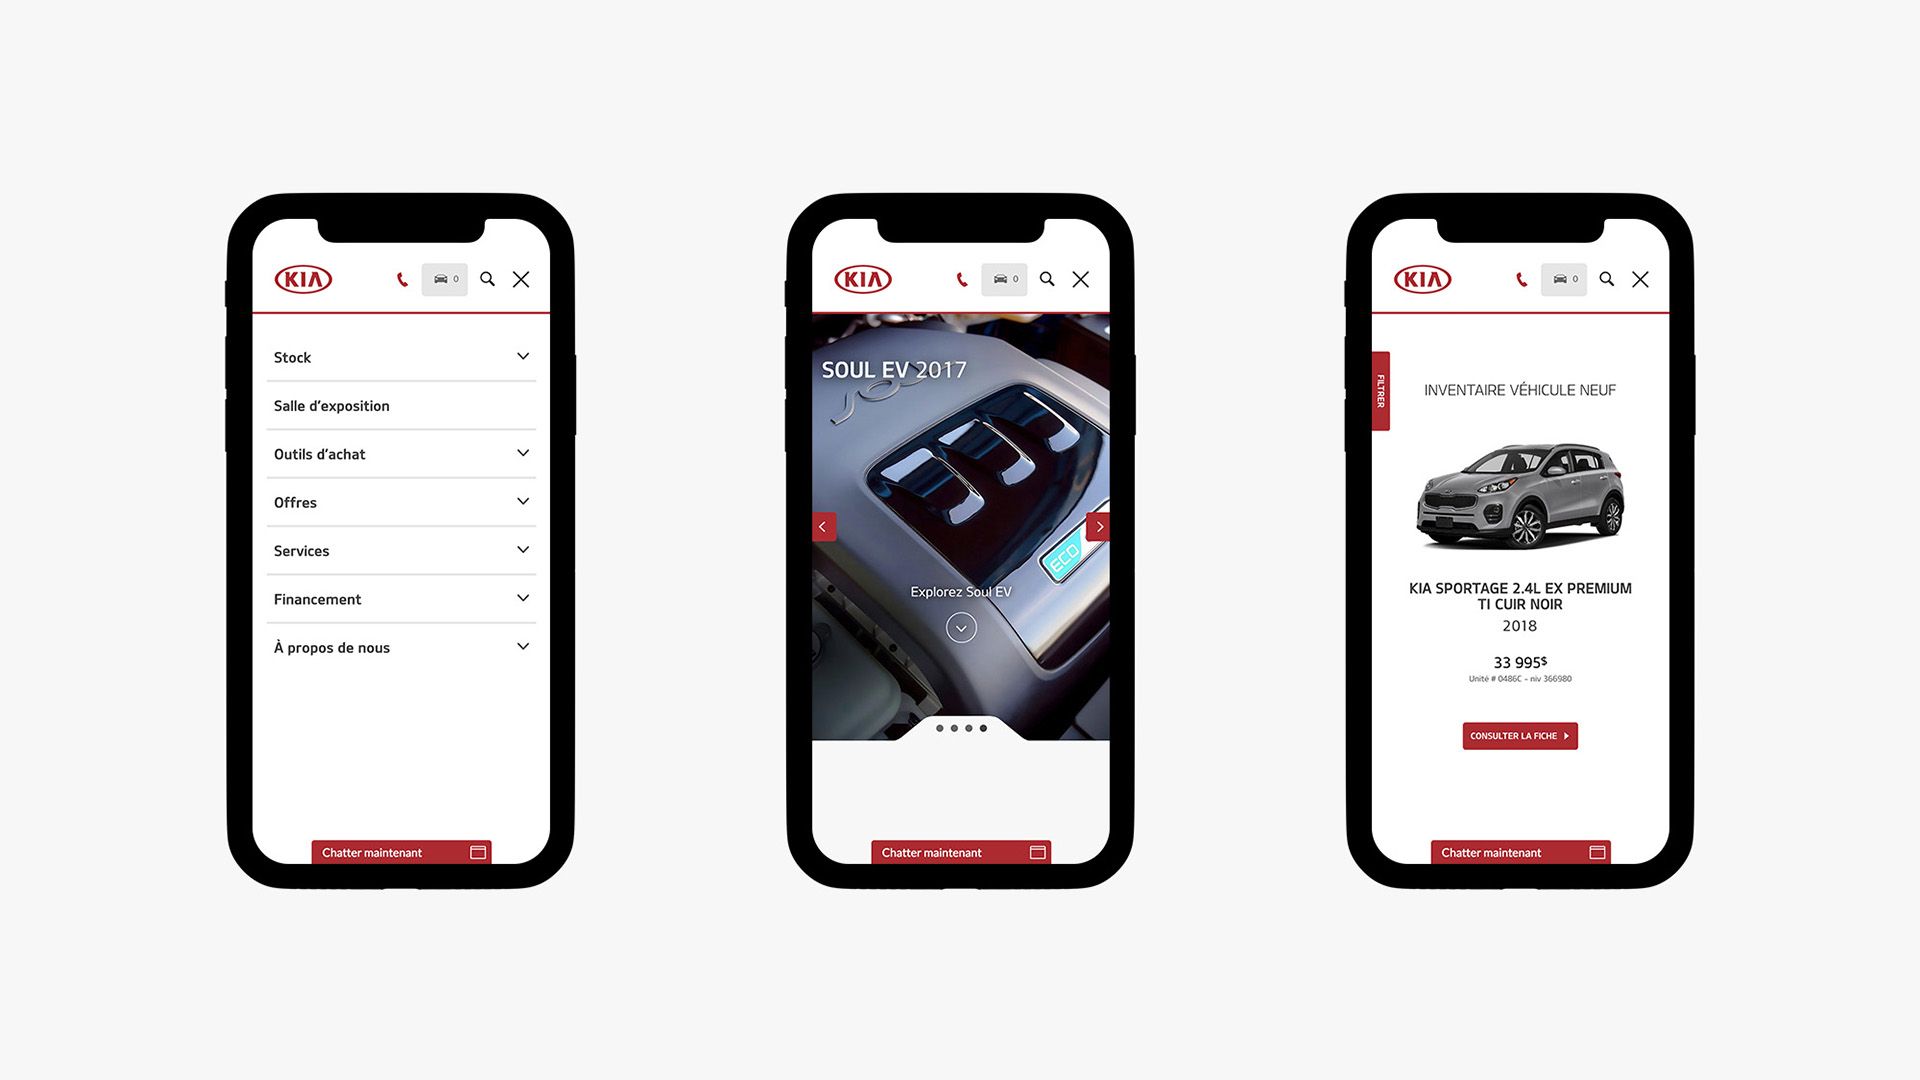 KIA
0
Stock
Salle d'exposition
Outils d'achat
Offres
Services
Financement
À propos de nous
Chatter maintenant
KIA
0
SOUL EV 2017
SOUL
ECO
Explorez Soul EV
Chatter maintenant
KIA
0
FILTRER
INVENTAIRE VÉHICULE NEUF
KIA SPORTAGE 2.4L EX PREMIUM
TI CUIR NOIR
2018
33 995$
Unité # 0486C - niv 366980
CONSULTER LA FICHE
Chatter maintenant